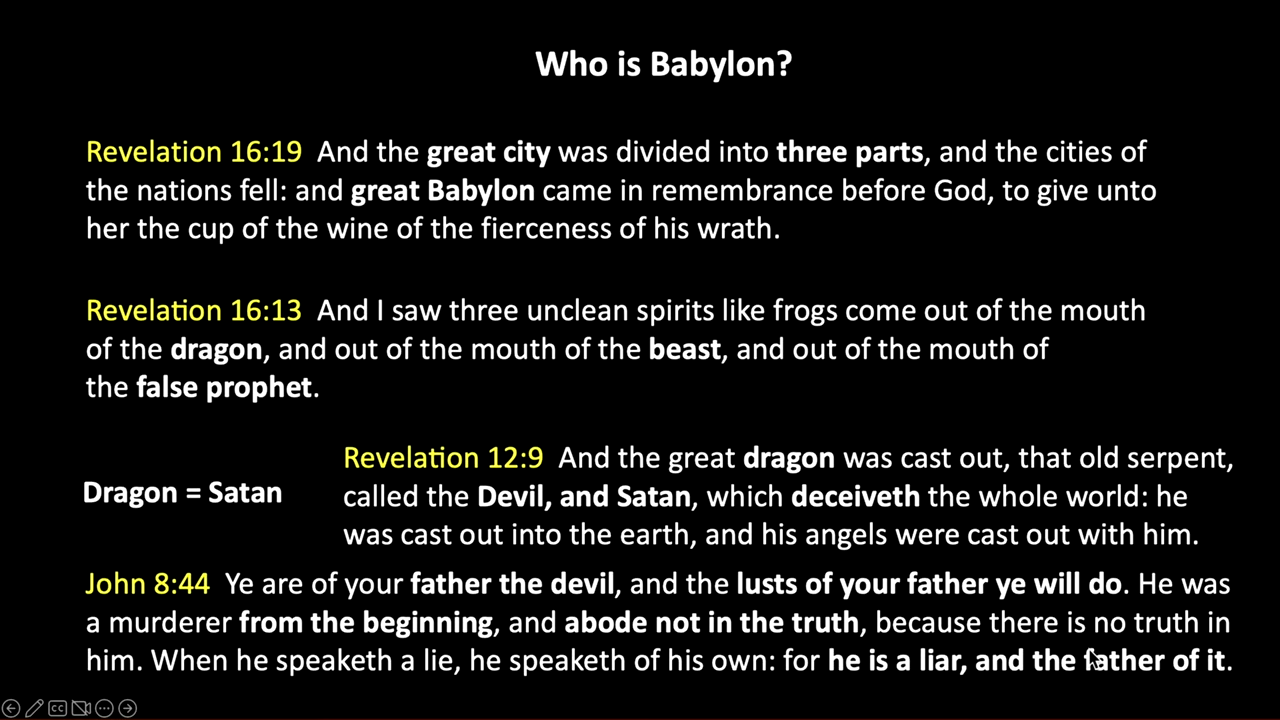 Who is Babylon?
Revelation 16:19 And the great city was divided into three parts, and the cities of
the nations fell: and great Babylon came in remembrance before God, to give unto
her the cup of the wine of the fierceness of his wrath.
Revelation 16:13 And I saw three unclean spirits like frogs come out of the mouth
of the dragon, and out of the mouth of the beast, and out of the mouth of
the false prophet.
Dragon = Satan
Revelation 12:9 And the great dragon was cast out, that old serpent,
called the Devil, and Satan, which deceiveth the whole world: he
was cast out into the earth, and his angels were cast out with him.
John 8:44 Ye are of your father the devil, and the lusts of your father ye will do. He was
a murderer from the beginning, and abode not in the truth, because there is no truth in
him. When he speaketh a lie, he speaketh of his own: for he is a liar, and the father of it.
CC